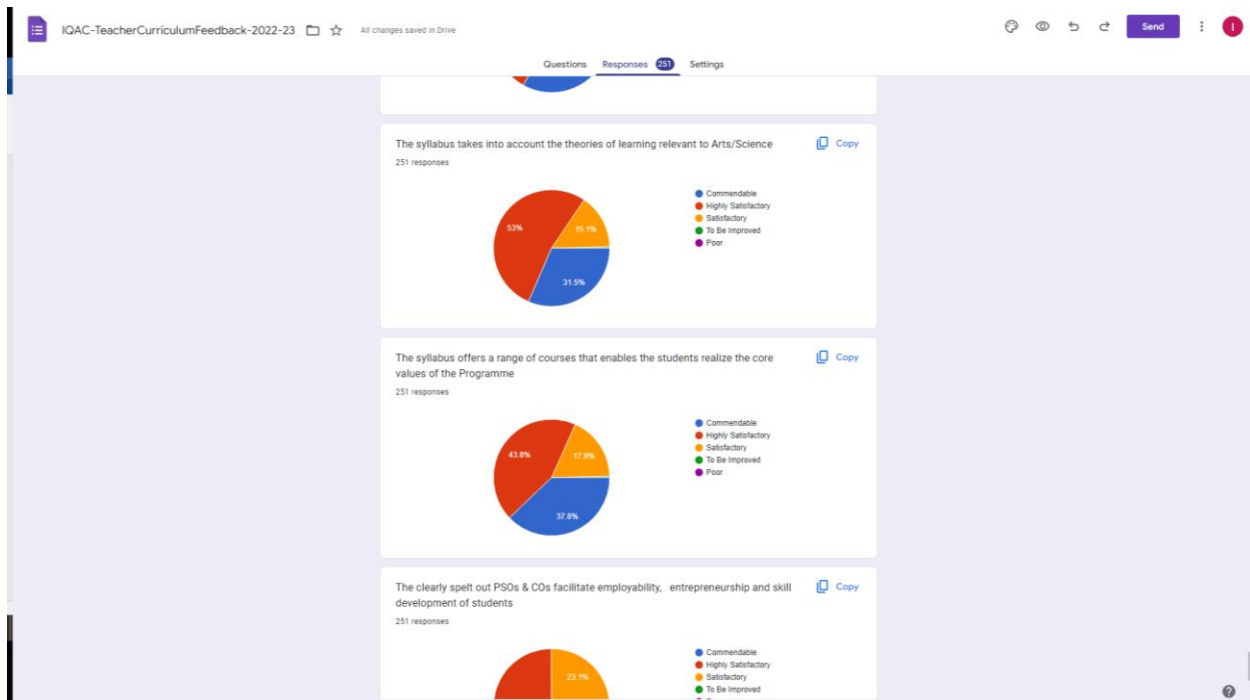 IQAC-TeacherCurriculumFeedback-2022-23
All changes saved in Drive
Send
I
Questions
Responses 251
Settings
The syllabus takes into account the theories of learning relevant to Arts/Science
Copy
251 responses
53%
15.1%
31.5%
Commendable
Highly Satisfactory
Satisfactory
To Be Improved
Poor
The syllabus offers a range of courses that enables the students realize the core
values of the Programme
Copy
251 responses
43.8%
17.9%
37.8%
Commendable
Highly Satisfactory
Satisfactory
To Be Improved
Poor
The clearly spelt out PSOs & COs facilitate employability, entrepreneurship and skill
development of students
Copy
251 responses
23.1%
Commendable
Highly Satisfactory
Satisfactory
To Be Improved